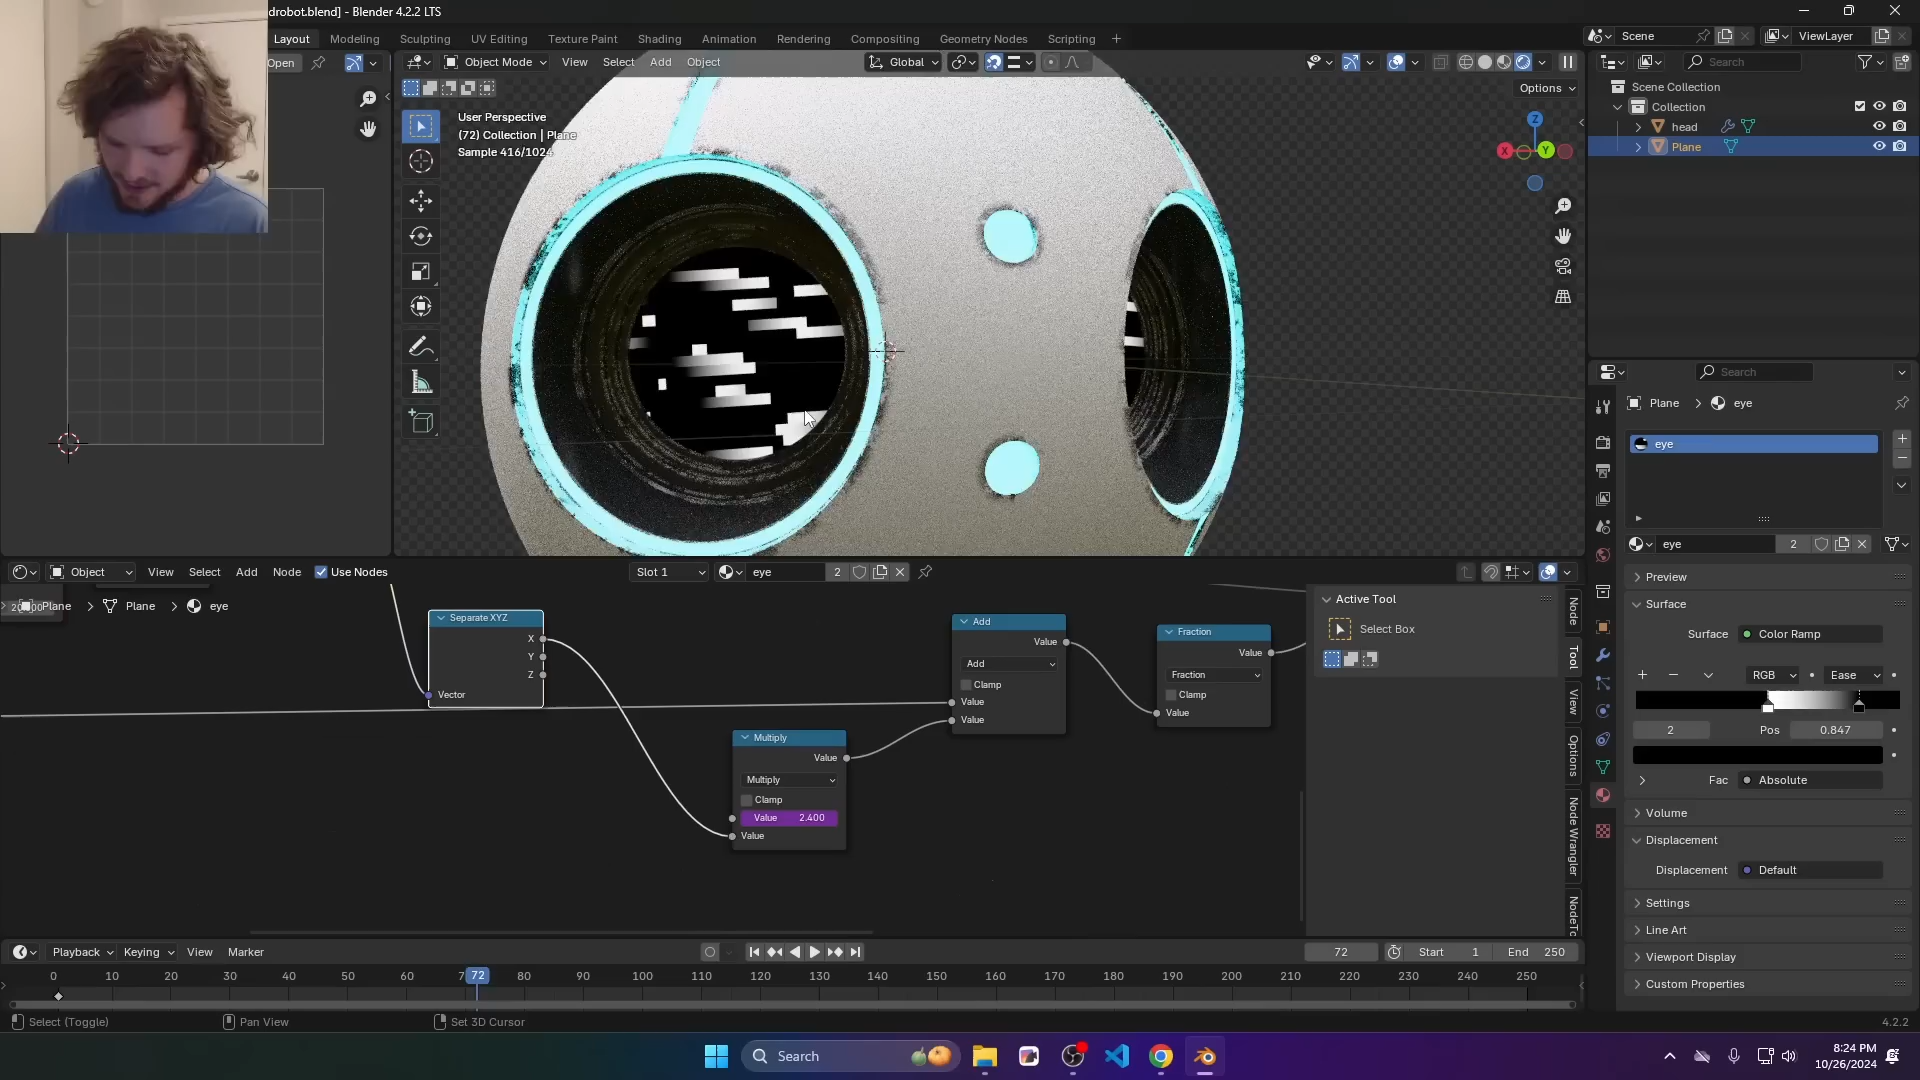 drobot.blend] - Blender 4.2.2 LTS
Layout Modeling Sculpting UV Editing Texture Paint Shading Animation Rendering Compositing Geometry Nodes Scripting +
Scene ViewLayer
Open Object Mode View Select Add Object Global
Search
Options
Scene Collection
Collection
head
Plane
User Perspective
(72) Collection | Plane
Sample 416/1024
Z
X
Y
Search
Plane > eye
eye
eye 2
Preview
Surface
Surface Color Ramp
RGB Ease
2 Pos 0.847
Fac Absolute
Volume
Displacement
Displacement Default
Settings
Line Art
Viewport Display
Custom Properties
Object View Select Add Node Use Nodes Slot 1 eye 2
Plane > Plane > eye
Separate XYZ
X
Y
Z
Vector
Multiply
Value
Multiply
Clamp
Value 2.400
Value
Add
Value
Add
Clamp
Value
Value
Fraction
Value
Fraction
Clamp
Value
Active Tool
Select Box
Node
Tool
View
Options
Node Wrangler
Playback Keying View Marker
72 Start 1 End 250
0 10 20 30 40 50 60 7 72 80 90 100 110 120 130 140 150 160 170 180 190 200 210 220 230 240 250
Select (Toggle) Pan View Set 3D Cursor 4.2.2
Search
8:24 PM
10/26/2024